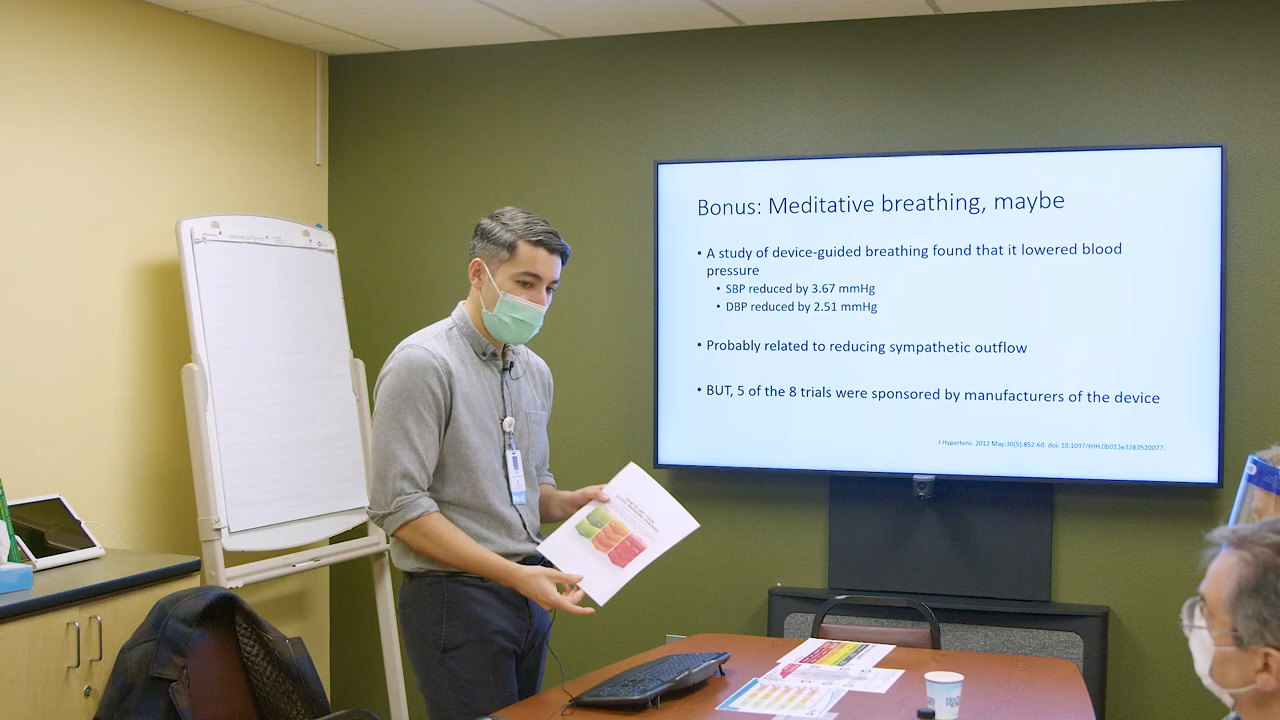 Bonus: Meditative breathing, maybe
• A study of device-guided breathing found that it lowered blood
pressure
• SBP reduced by 3.67 mmHg
• DBP reduced by 2.51 mmHg
• Probably related to reducing sympathetic outflow
• BUT, 5 of the 8 trials were sponsored by manufacturers of the device
J Hypertens. 2012 May;30(5):852-60. doi: 10.1097/HJH.0b013e3283520077.